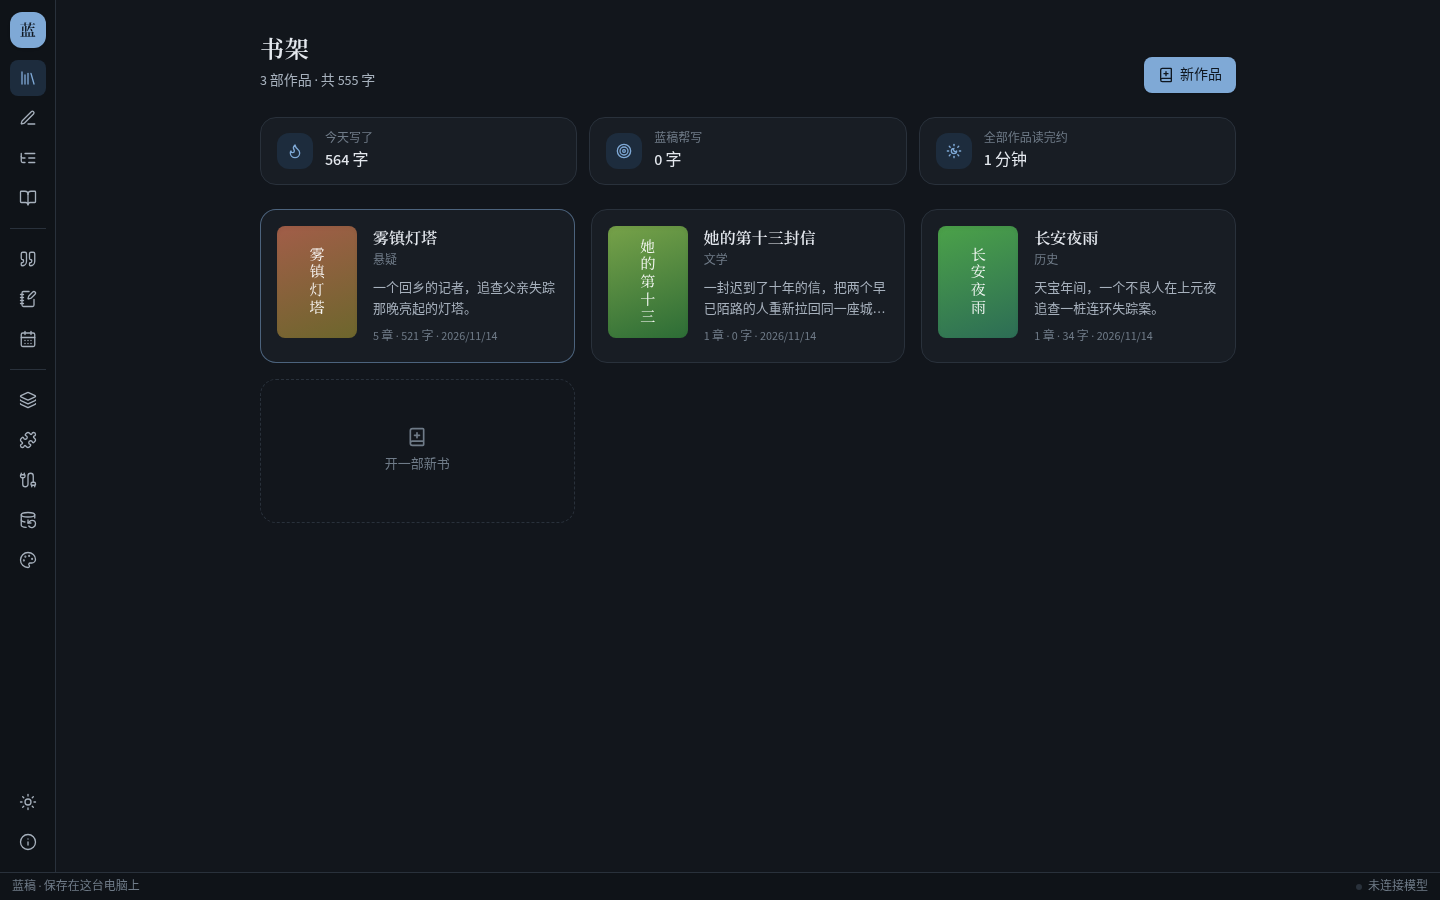 蓝
书架
3 部作品 · 共 555 字
新作品
今天写了
564 字
蓝稿帮写
0 字
全部作品读完约
1 分钟
雾镇灯塔
雾镇灯塔
悬疑
一个回乡的记者，追查父亲失踪
那晚亮起的灯塔。
5 章 · 521 字 · 2026/11/14
她的第十三
她的第十三封信
文学
一封迟到了十年的信，把两个早
已陌路的人重新拉回同一座城…
1 章 · 0 字 · 2026/11/14
长安夜雨
长安夜雨
历史
天宝年间，一个不良人在上元夜
追查一桩连环失踪案。
1 章 · 34 字 · 2026/11/14
开一部新书
蓝稿 · 保存在这台电脑上
未连接模型